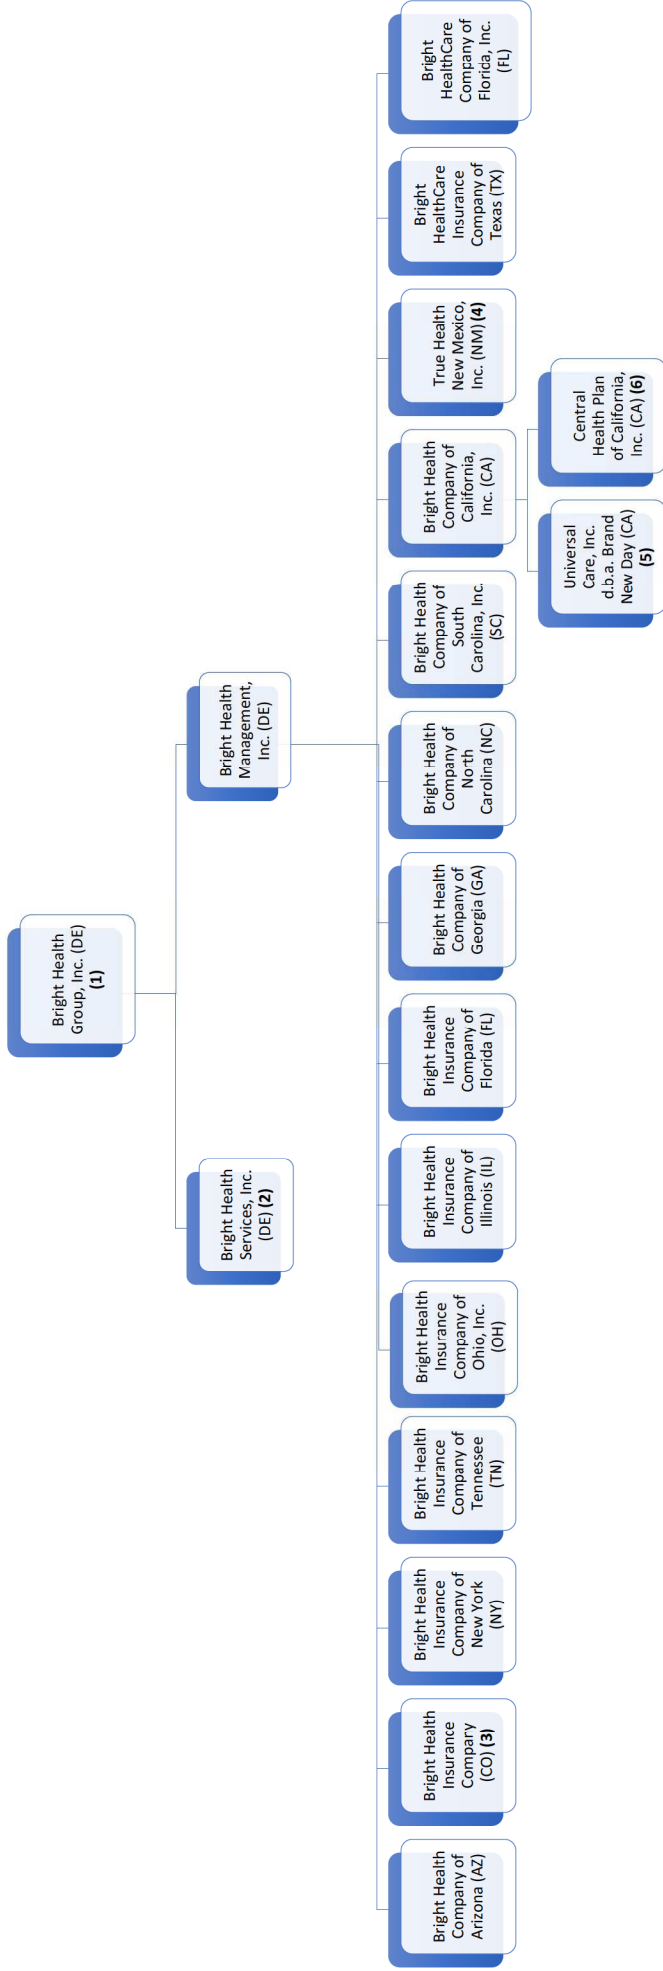 Bright Health
Group, Inc. (DE)
(1)
Bright Health
Services, Inc.
(DE) (2)
Bright Health
Management,
Inc. (DE)
Bright Health
Company of
Arizona (AZ)
Bright Health
Insurance
Company
(CO) (3)
Bright Health
Insurance
Company of
New York
(NY)
Bright Health
Insurance
Company of
Tennessee
(TN)
Bright Health
Insurance
Company of
Ohio, Inc.
(OH)
Bright Health
Insurance
Company of
Illinois (IL)
Bright Health
Insurance
Company of
Florida (FL)
Bright Health
Company of
Georgia (GA)
Bright Health
Company of
North
Carolina (NC)
Bright Health
Company of
South
Carolina, Inc.
(SC)
Bright Health
Company of
California,
Inc. (CA)
True Health
New Mexico,
Inc. (NM) (4)
Bright
HealthCare
Insurance
Company of
Texas (TX)
Bright
HealthCare
Company of
Florida, Inc.
(FL)
Universal
Care, Inc.
d.b.a. Brand
New Day (CA)
(5)
Central
Health Plan
of California,
Inc. (CA) (6)